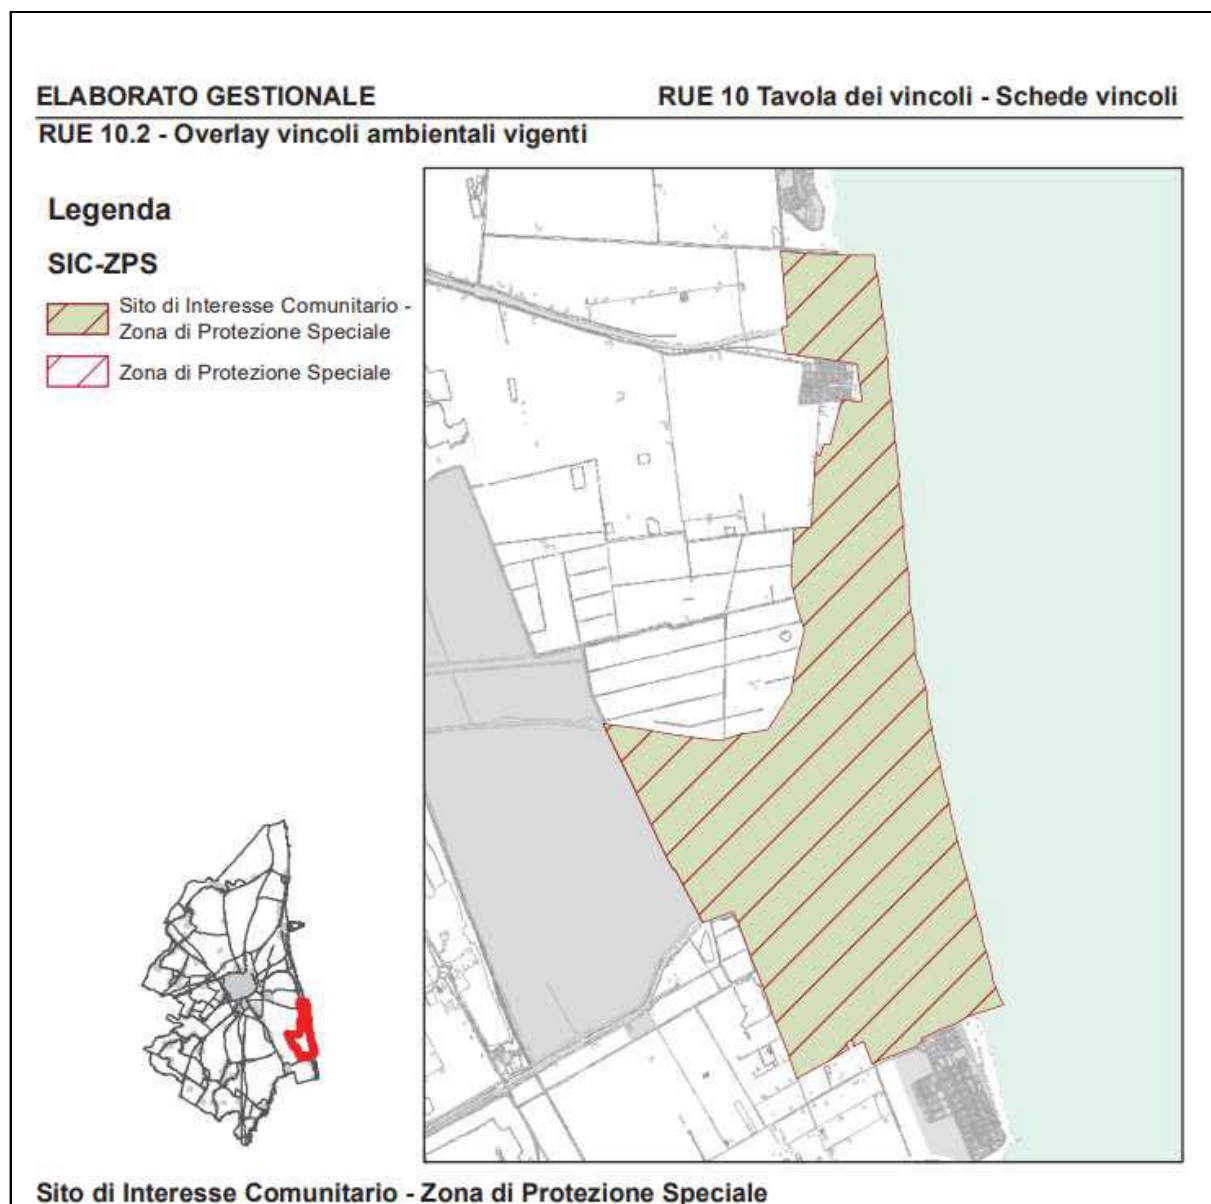 ELABORATO GESTIONALE
RUE 10 Tavola dei vincoli - Schede vincoli
RUE 10.2 - Overlay vincoli ambientali vigenti
Legenda
SIC-ZPS
Sito di Interesse Comunitario -
Zona di Protezione Speciale
Zona di Protezione Speciale
Sito di Interesse Comunitario - Zona di Protezione Speciale